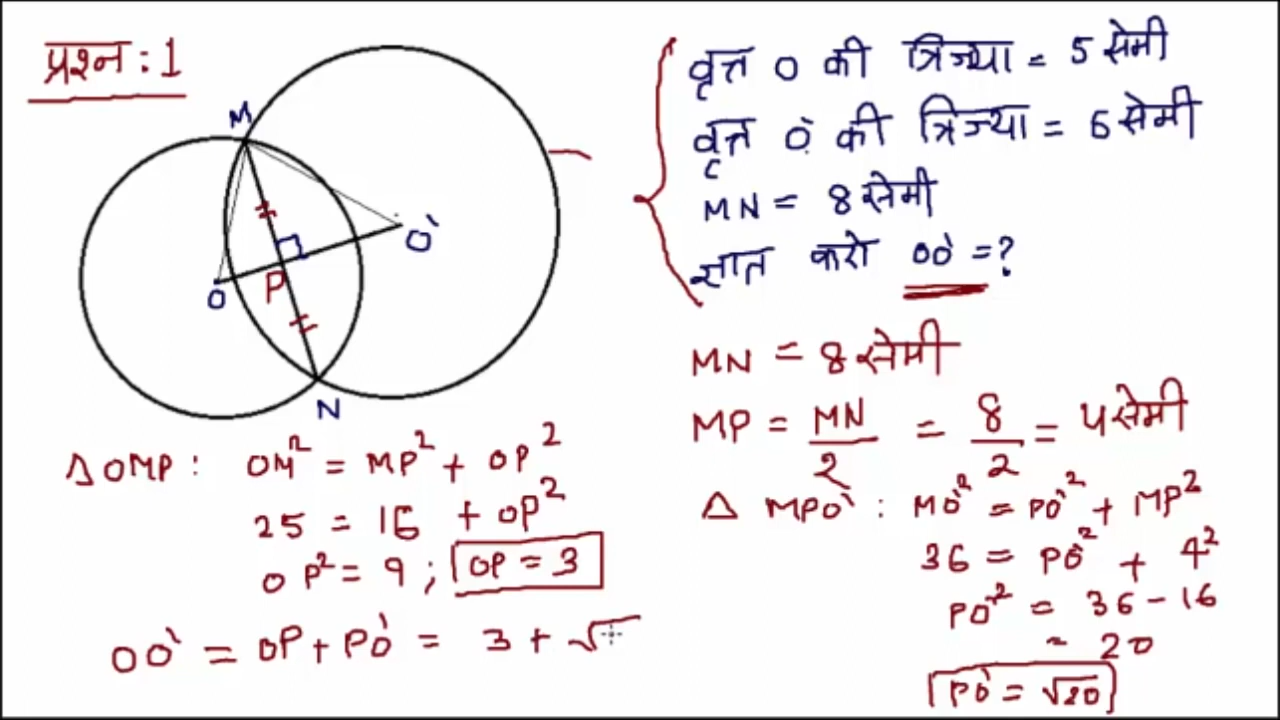 प्रश्न : 1
M
O'
O
P
N
वृत्त O की त्रिज्या = 5 सेमी
वृत्त O' की त्रिज्या = 6 सेमी
MN = 8 सेमी
ज्ञात करो OO' = ?
MN = 8 सेमी
MP = MN/2 = 8/2 = 4 सेमी
Δ OMP : OM² = MP² + OP²
25 = 16 + OP²
OP² = 9 ; OP = 3
OO' = OP + PO' = 3 + √
Δ MPO' : MO'² = PO'² + MP²
36 = PO'² + 4²
PO'² = 36 - 16
= 20
PO' = √20